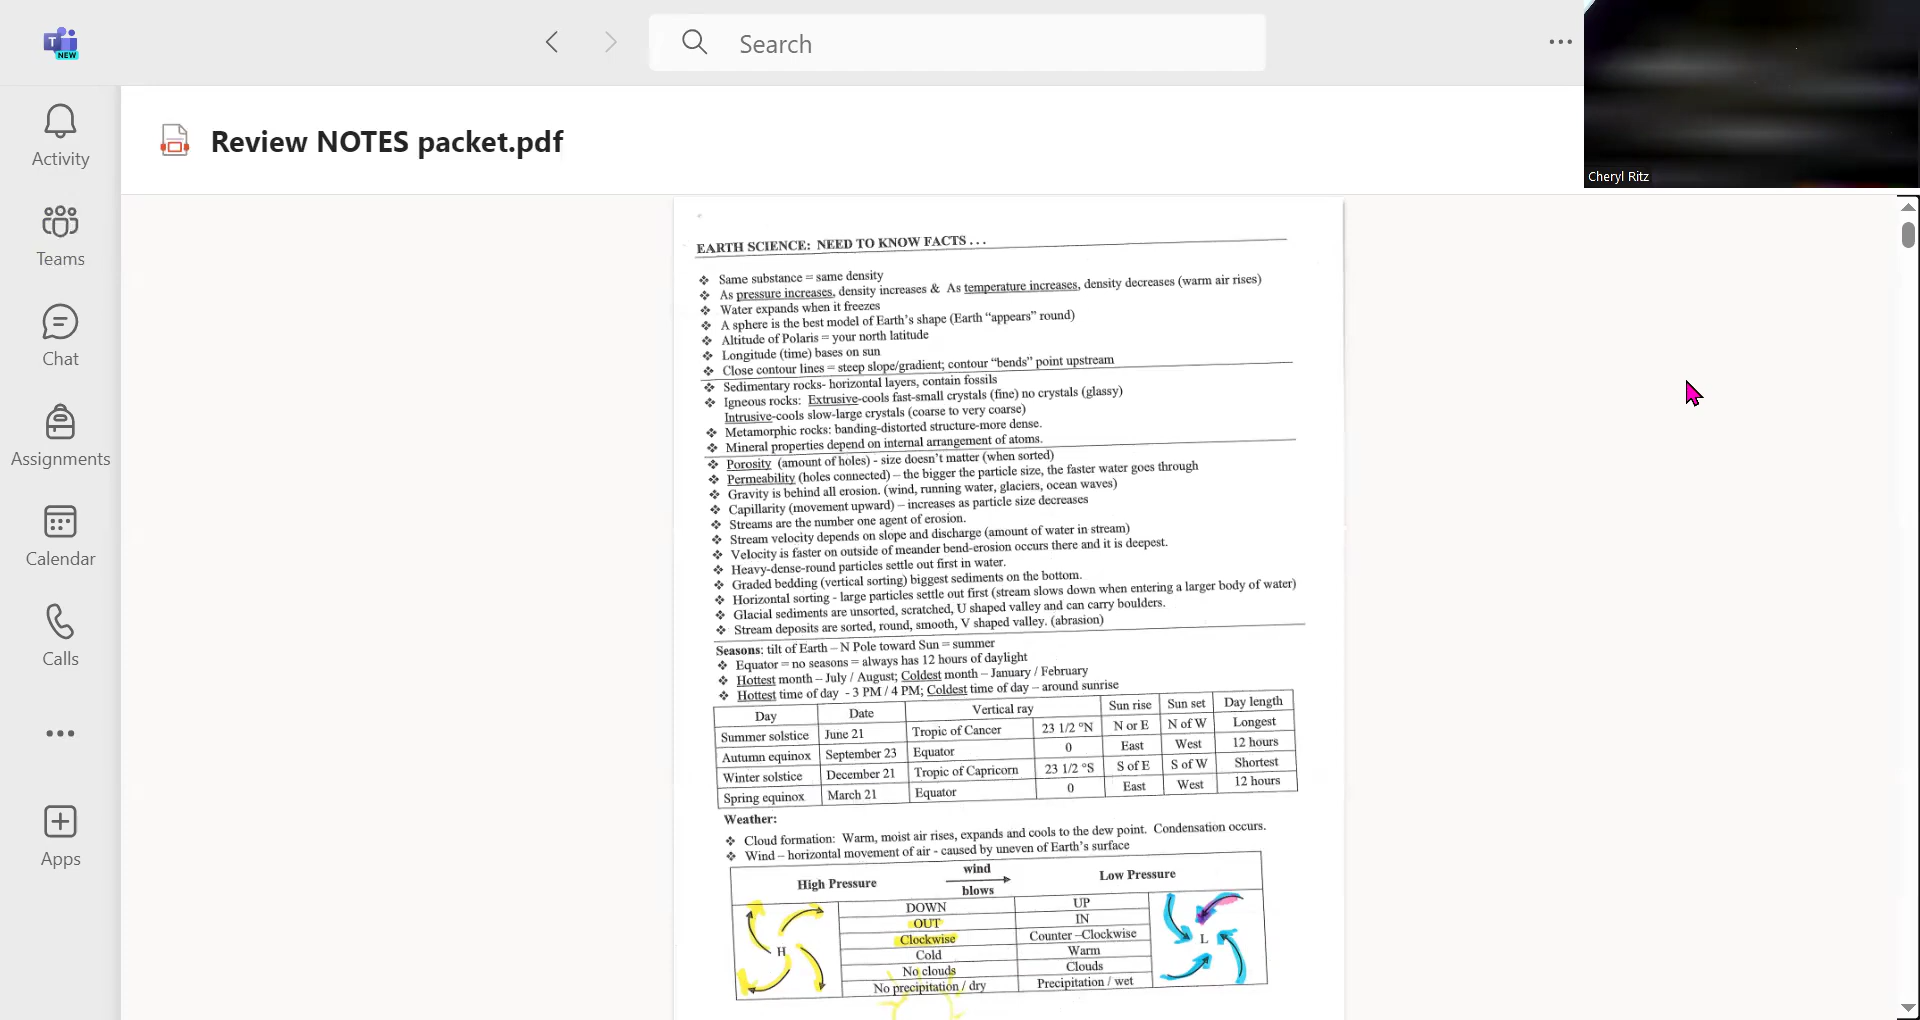 T
NEW
Search
...
Cheryl Ritz
Activity
Teams
Chat
Assignments
Calendar
Calls
Apps
Review NOTES packet.pdf
EARTH SCIENCE: NEED TO KNOW FACTS . . .
❖ Same substance = same density
❖ As pressure increases, density increases & As temperature increases, density decreases (warm air rises)
❖ Water expands when it freezes
❖ A sphere is the best model of Earth's shape (Earth "appears" round)
❖ Altitude of Polaris = your north latitude
❖ Longitude (time) bases on sun
❖ Close contour lines = steep slope/gradient; contour "bends" point upstream
❖ Sedimentary rocks- horizontal layers, contain fossils
❖ Igneous rocks: Extrusive-cools fast-small crystals (fine) no crystals (glassy)
Intrusive-cools slow-large crystals (coarse to very coarse)
❖ Metamorphic rocks: banding-distorted structure-more dense.
❖ Mineral properties depend on internal arrangement of atoms.
❖ Porosity (amount of holes) - size doesn't matter (when sorted)
❖ Permeability (holes connected) – the bigger the particle size, the faster water goes through
❖ Gravity is behind all erosion. (wind, running water, glaciers, ocean waves)
❖ Capillarity (movement upward) – increases as particle size decreases
❖ Streams are the number one agent of erosion.
❖ Stream velocity depends on slope and discharge (amount of water in stream)
❖ Velocity is faster on outside of meander bend-erosion occurs there and it is deepest.
❖ Heavy-dense-round particles settle out first in water.
❖ Graded bedding (vertical sorting) biggest sediments on the bottom.
❖ Horizontal sorting - large particles settle out first (stream slows down when entering a larger body of water)
❖ Glacial sediments are unsorted, scratched, U shaped valley and can carry boulders.
❖ Stream deposits are sorted, round, smooth, V shaped valley. (abrasion)
Seasons: tilt of Earth – N Pole toward Sun = summer
❖ Equator = no seasons = always has 12 hours of daylight
❖ Hottest month – July / August; Coldest month – January / February
❖ Hottest time of day - 3 PM / 4 PM; Coldest time of day – around sunrise
Day Date Vertical ray Sun rise Sun set Day length
Summer solstice June 21 Tropic of Cancer 23 1/2 °N N or E N of W Longest
Autumn equinox September 23 Equator 0 East West 12 hours
Winter solstice December 21 Tropic of Capricorn 23 1/2 °S S of E S of W Shortest
Spring equinox March 21 Equator 0 East West 12 hours
Weather:
❖ Cloud formation: Warm, moist air rises, expands and cools to the dew point. Condensation occurs.
❖ Wind – horizontal movement of air - caused by uneven of Earth's surface
High Pressure wind blows Low Pressure
DOWN UP
OUT IN
Clockwise Counter –Clockwise
Cold Warm
No clouds Clouds
No precipitation / dry Precipitation / wet
H
L